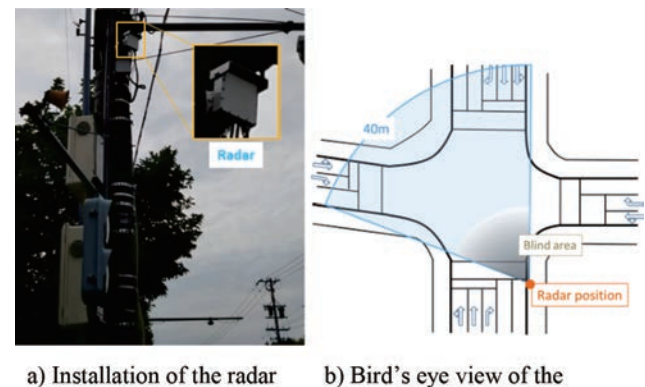 Radar
40m
Blind area
Radar position
a) Installation of the radar
b) Bird's eye view of the